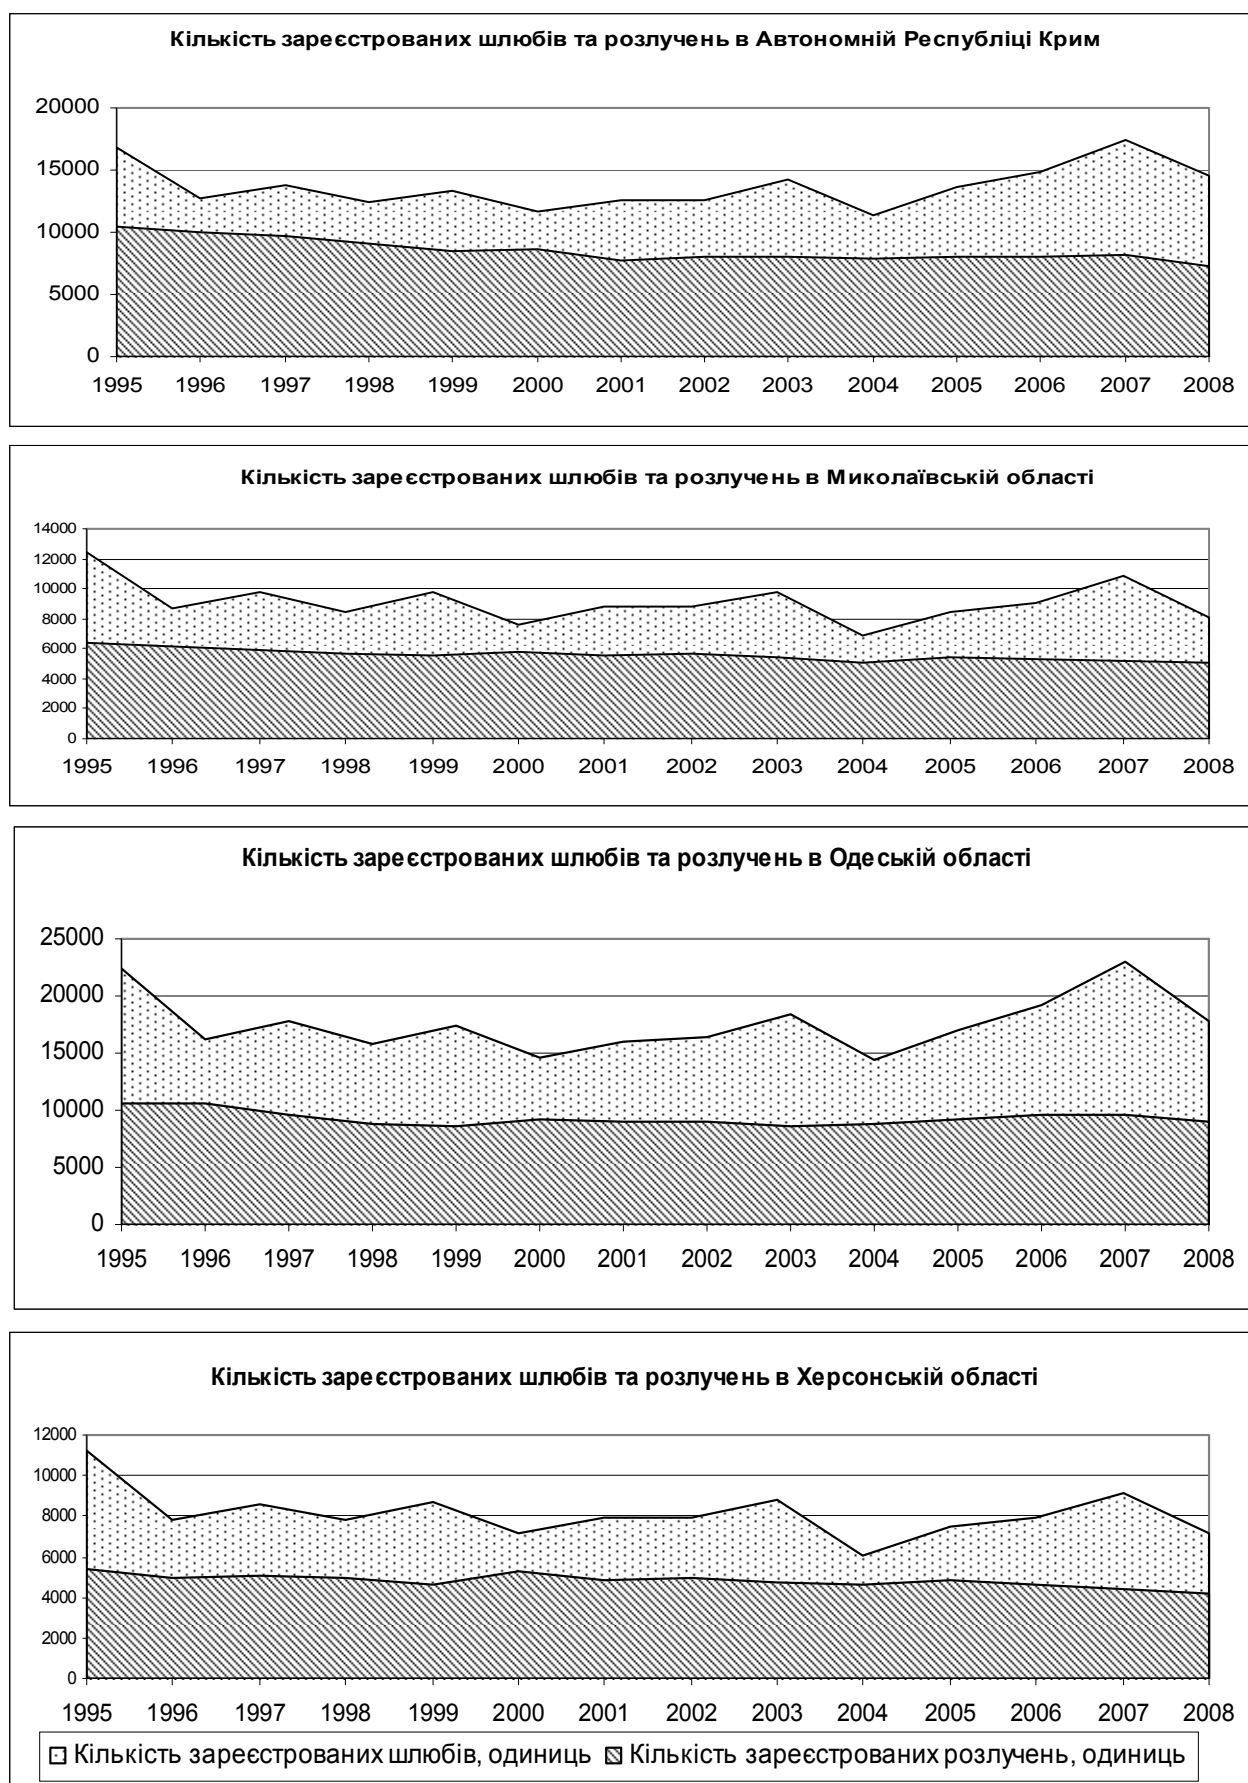 Кількість зареєстрованих шлюбів та розлучень в Автономній Республіці Крим
20000
15000
10000
5000
0
1995 1996 1997 1998 1999 2000 2001 2002 2003 2004 2005 2006 2007 2008
Кількість зареєстрованих шлюбів та розлучень в Миколаївській області
14000
12000
10000
8000
6000
4000
2000
0
1995 1996 1997 1998 1999 2000 2001 2002 2003 2004 2005 2006 2007 2008
Кількість зареєстрованих шлюбів та розлучень в Одеській області
25000
20000
15000
10000
5000
0
1995 1996 1997 1998 1999 2000 2001 2002 2003 2004 2005 2006 2007 2008
Кількість зареєстрованих шлюбів та розлучень в Херсонській області
12000
10000
8000
6000
4000
2000
0
1995 1996 1997 1998 1999 2000 2001 2002 2003 2004 2005 2006 2007 2008
Кількість зареєстрованих шлюбів, одиниць Кількість зареєстрованих розлучень, одиниць